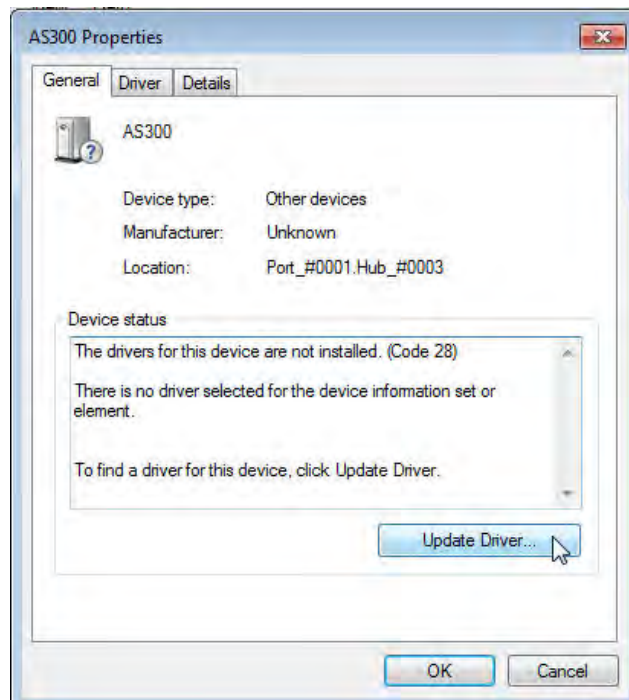 AS300 Properties
General Driver Details
AS300
Device type: Other devices
Manufacturer: Unknown
Location: Port_#0001.Hub_#0003
Device status
The drivers for this device are not installed. (Code 28)
There is no driver selected for the device information set or
element.
To find a driver for this device, click Update Driver.
Update Driver...
OK Cancel